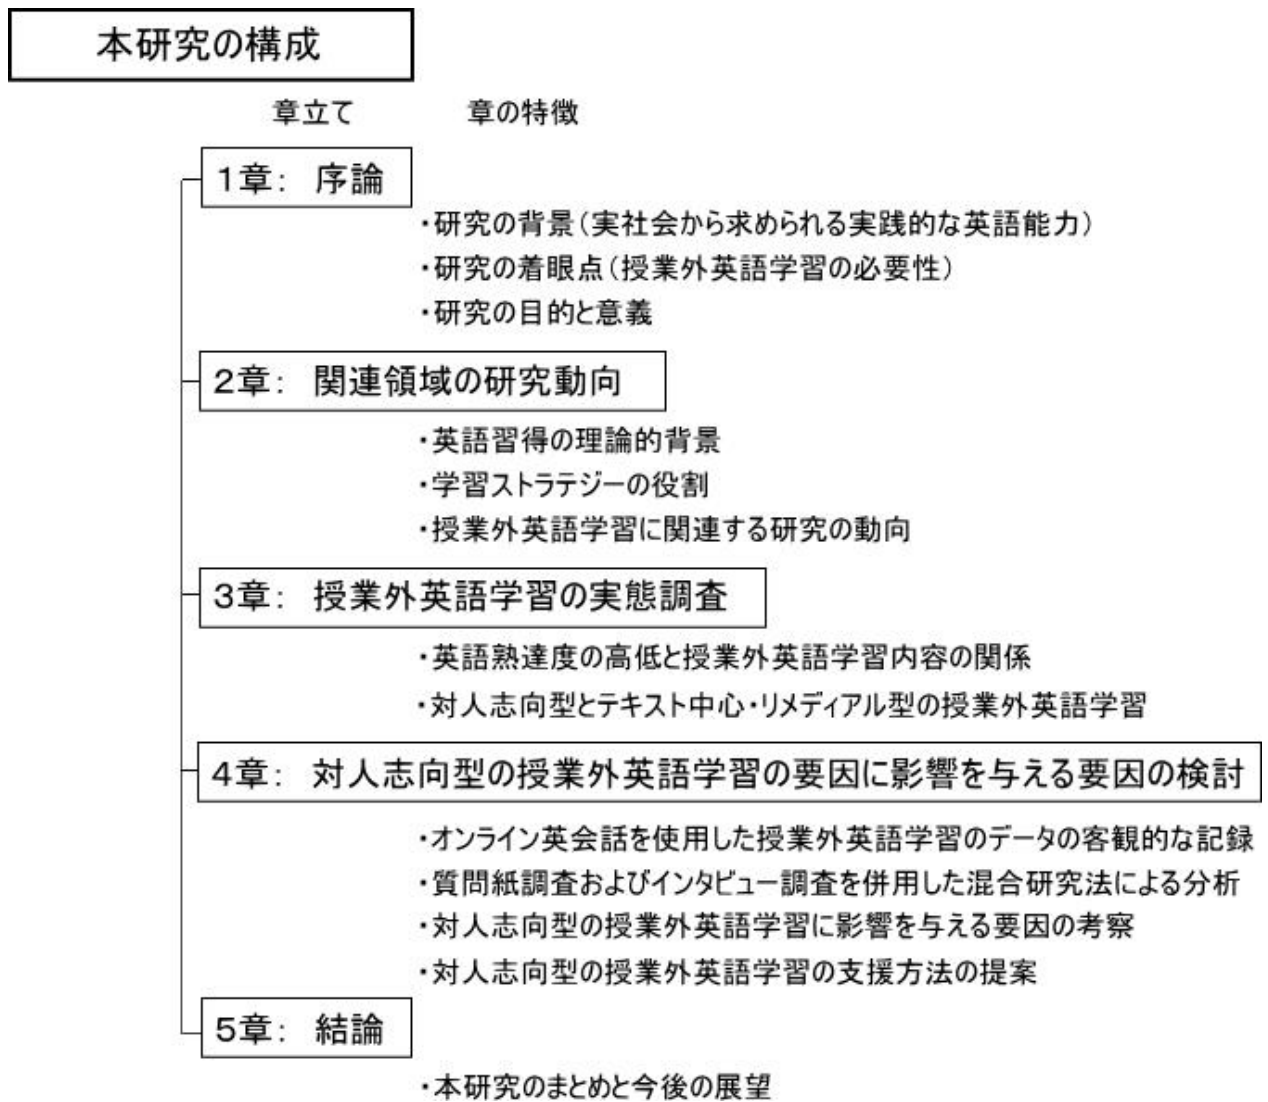 本研究の構成
章立て　章の特徴
1章：　序論
・研究の背景（実社会から求められる実践的な英語能力）
・研究の着眼点（授業外英語学習の必要性）
・研究の目的と意義
2章：　関連領域の研究動向
・英語習得の理論的背景
・学習ストラテジーの役割
・授業外英語学習に関連する研究の動向
3章：　授業外英語学習の実態調査
・英語熟達度の高低と授業外英語学習内容の関係
・対人志向型とテキスト中心・リメディアル型の授業外英語学習
4章：　対人志向型の授業外英語学習の要因に影響を与える要因の検討
・オンライン英会話を使用した授業外英語学習のデータの客観的な記録
・質問紙調査およびインタビュー調査を併用した混合研究法による分析
・対人志向型の授業外英語学習に影響を与える要因の考察
・対人志向型の授業外英語学習の支援方法の提案
5章：　結論
・本研究のまとめと今後の展望